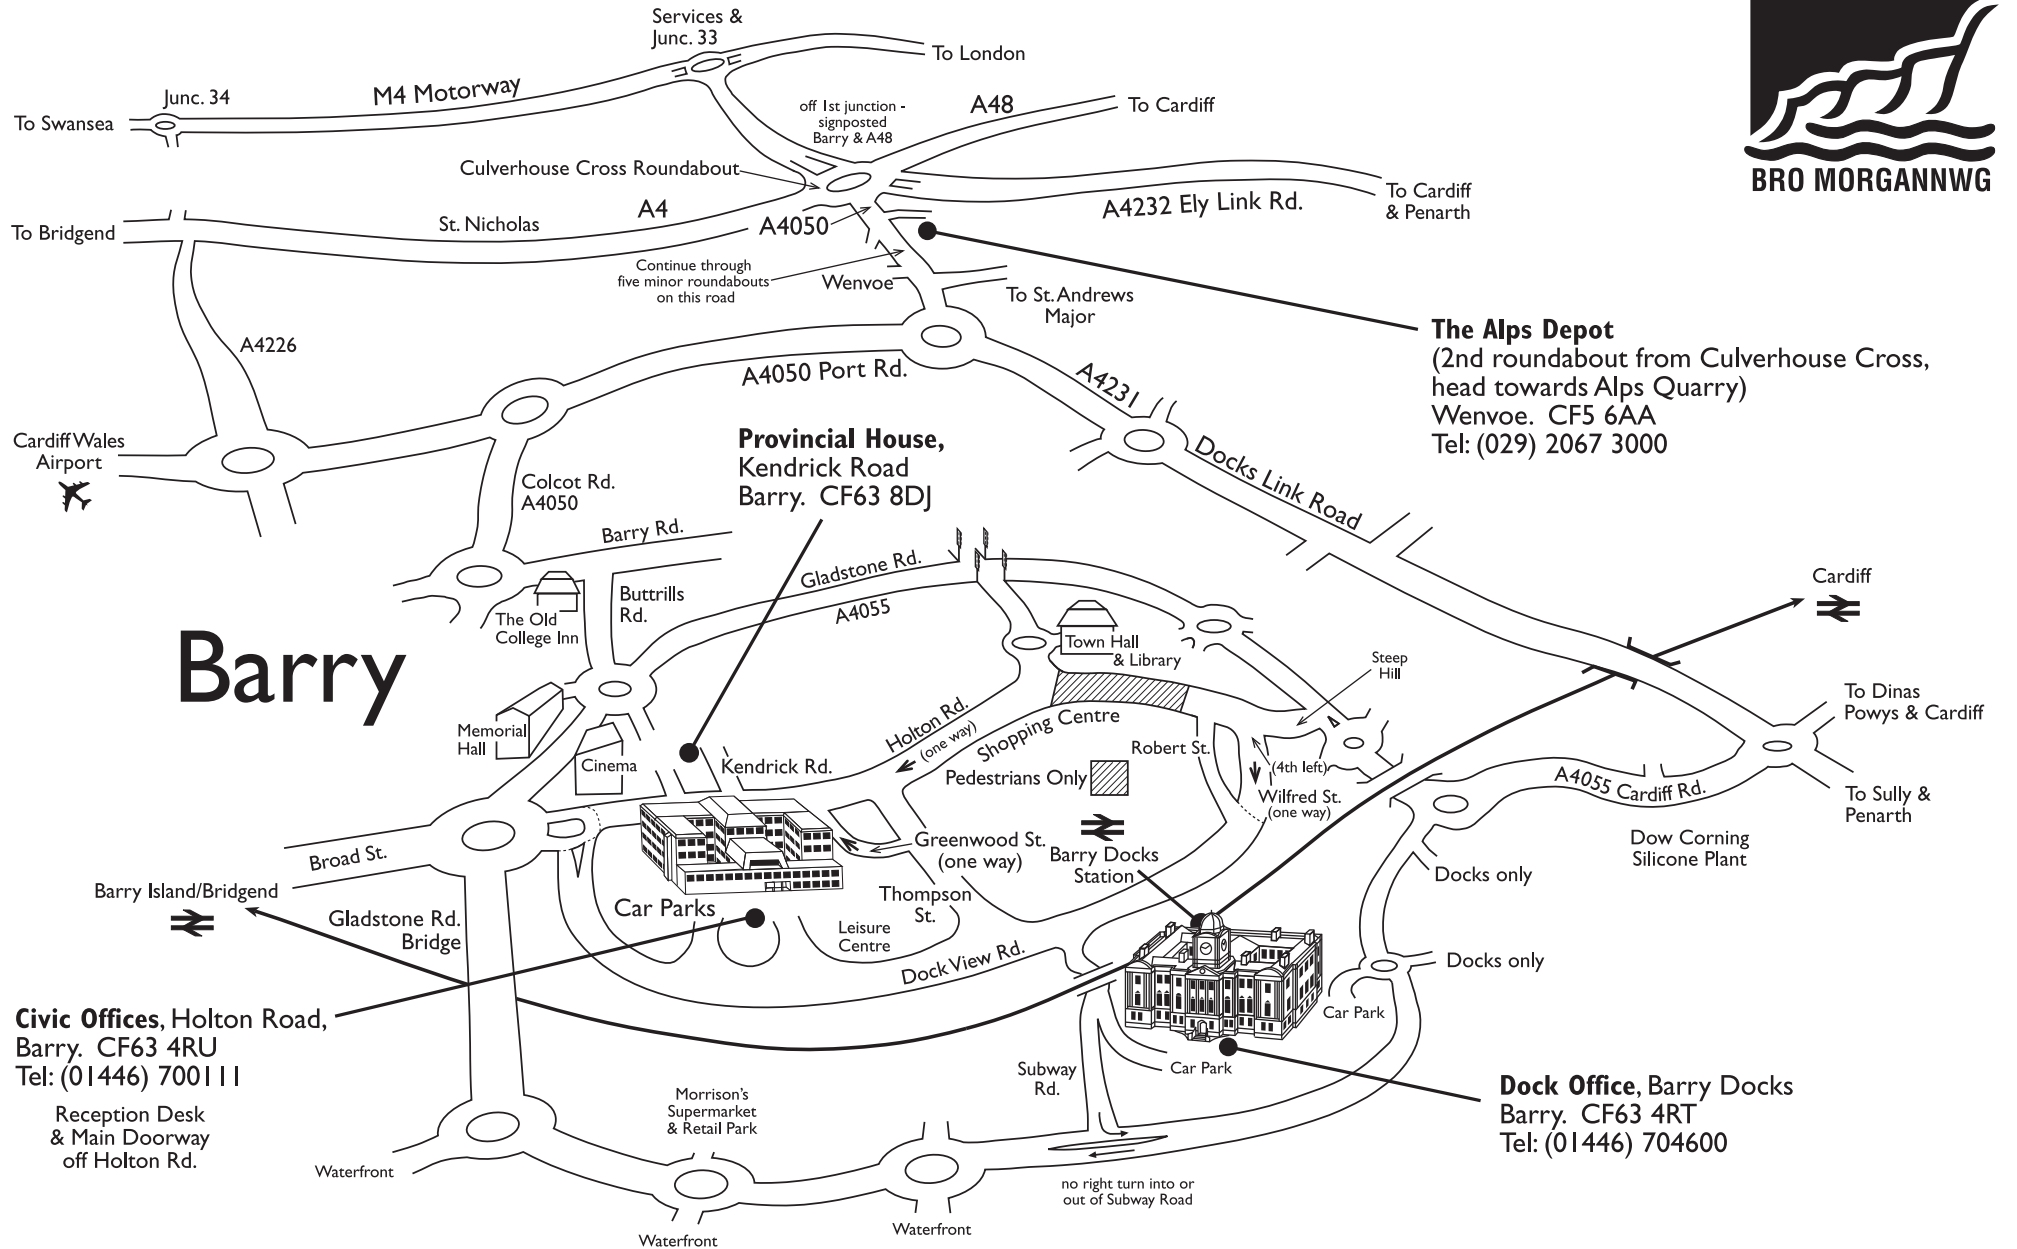 Services &
Junc. 33
To London
Junc. 34
M4 Motorway
To Swansea
off 1st junction -
signposted
Barry & A48
A48
To Cardiff
Culverhouse Cross Roundabout
To Cardiff
& Penarth
A4232 Ely Link Rd.
BRO MORGANNWG
To Bridgend
St. Nicholas
A4
A4050
Continue through
five minor roundabouts
on this road
Wenvoe
To St. Andrews
Major
The Alps Depot
(2nd roundabout from Culverhouse Cross,
head towards Alps Quarry)
Wenvoe. CF5 6AA
Tel: (029) 2067 3000
A4226
A4050 Port Rd.
A4231
Docks Link Road
Cardiff Wales
Airport
Colcot Rd.
A4050
Provincial House,
Kendrick Road
Barry. CF63 8DJ
Barry Rd.
Gladstone Rd.
A4055
Buttrills
Rd.
The Old
College Inn
Barry
Town Hall
& Library
Steep
Hill
Cardiff
To Dinas
Powys & Cardiff
Memorial
Hall
Cinema
Kendrick Rd.
Holton Rd.
(one way)
Shopping Centre
Pedestrians Only
Robert St.
(4th left)
Wilfred St.
(one way)
A4055 Cardiff Rd.
To Sully &
Penarth
Dow Corning
Silicone Plant
Broad St.
Greenwood St.
(one way)
Barry Docks
Station
Docks only
Barry Island/Bridgend
Gladstone Rd.
Bridge
Car Parks
Thompson
St.
Leisure
Centre
Dock View Rd.
Docks only
Car Park
Civic Offices, Holton Road,
Barry. CF63 4RU
Tel: (01446) 700111
Reception Desk
& Main Doorway
off Holton Rd.
Subway
Rd.
Car Park
Dock Office, Barry Docks
Barry. CF63 4RT
Tel: (01446) 704600
Morrison's
Supermarket
& Retail Park
Waterfront
no right turn into or
out of Subway Road
Waterfront
Waterfront